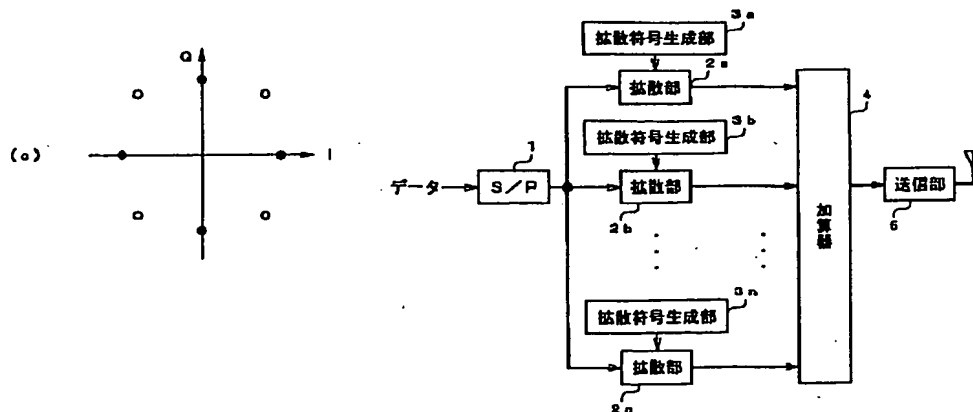 (a)
Q
I
データ
S/P
1
拡散符号生成部
3a
拡散部
2a
拡散符号生成部
3b
拡散部
2b
拡散符号生成部
3n
拡散部
2n
加算器
4
送信部
5